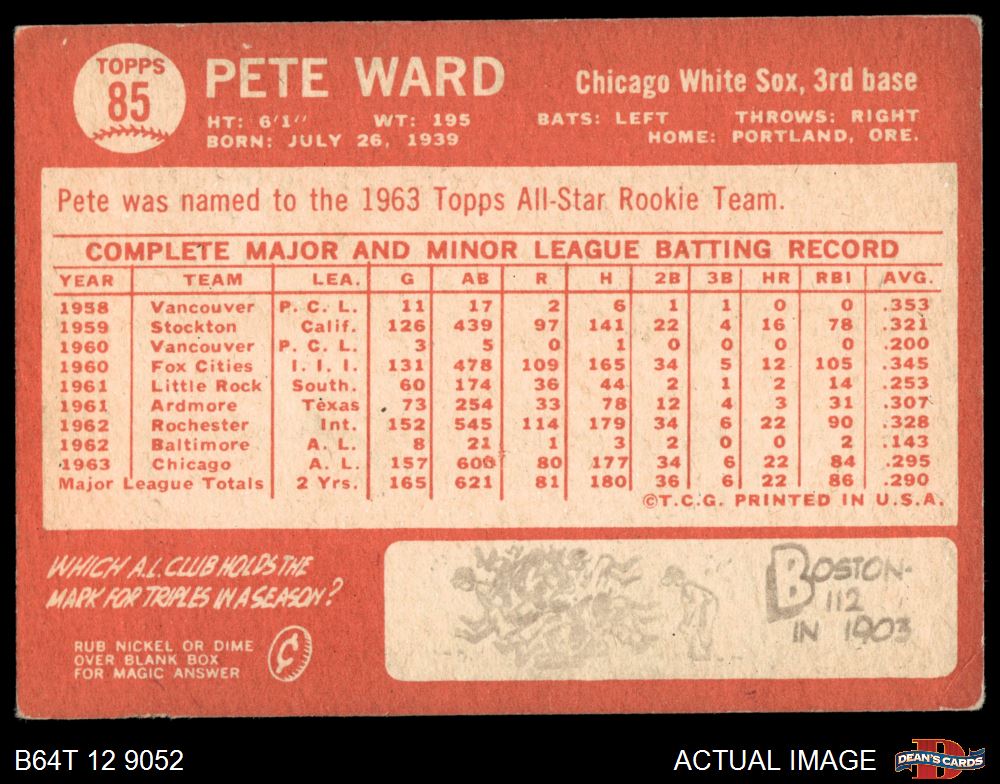 TOPPS
85
PETE WARD
Chicago White Sox, 3rd base
HT: 6'1" WT: 195 BATS: LEFT THROWS: RIGHT
BORN: JULY 26, 1939 HOME: PORTLAND, ORE.
Pete was named to the 1963 Topps All-Star Rookie Team.
COMPLETE MAJOR AND MINOR LEAGUE BATTING RECORD
YEAR TEAM LEA. G AB R H 2B 3B HR RBI AVG.
1958 Vancouver P. C. L. 11 17 2 6 1 1 0 0 .353
1959 Stockton Calif. 126 439 97 141 22 4 16 78 .321
1960 Vancouver P. C. L. 3 5 0 1 0 0 0 0 .200
1960 Fox Cities I. I. I. 131 478 109 165 34 5 12 105 .345
1961 Little Rock South. 60 174 36 44 2 1 2 14 .253
1961 Ardmore Texas 73 254 33 78 12 4 3 31 .307
1962 Rochester Int. 152 545 114 179 34 6 22 90 .328
1962 Baltimore A. L. 8 21 1 3 2 0 0 2 .143
1963 Chicago A. L. 157 600 80 177 34 6 22 84 .295
Major League Totals 2 Yrs. 165 621 81 180 36 6 22 86 .290
©T.C.G. PRINTED IN U.S.A.
WHICH A.L. CLUB HOLDS THE
MARK FOR TRIPLES IN A SEASON?
RUB NICKEL OR DIME
OVER BLANK BOX
FOR MAGIC ANSWER
¢
BOSTON-
112
IN 1903
B64T 12 9052
ACTUAL IMAGE
DEAN'S CARDS